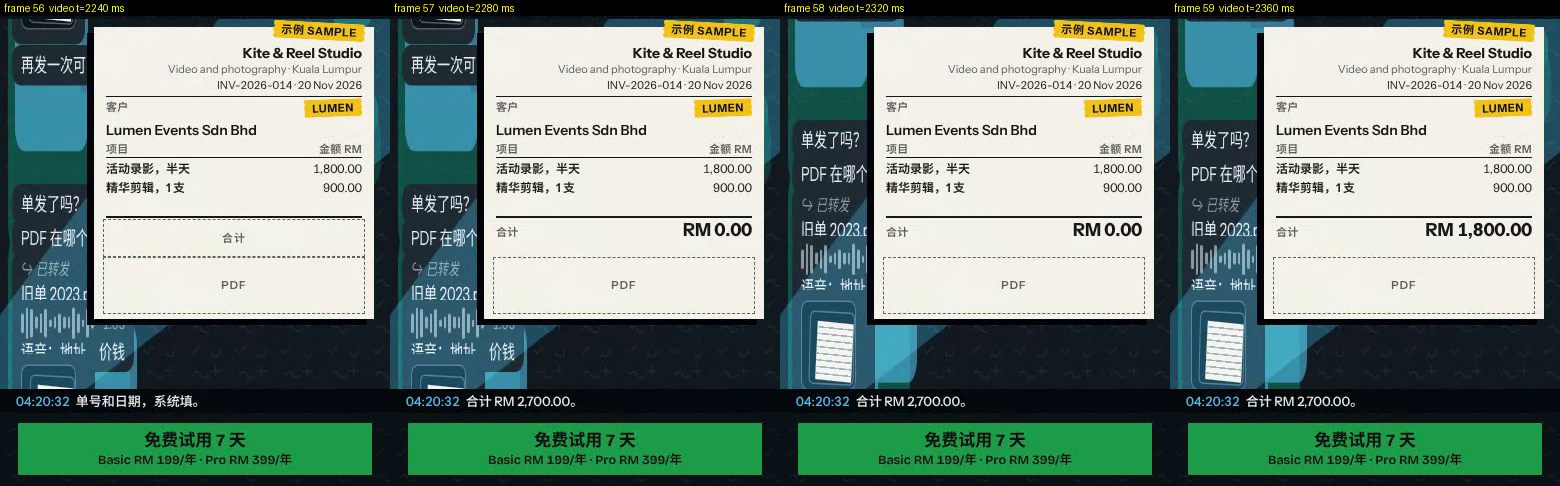 frame 56 video t=2240ms
再发一次可
单发了吗?
PDF 在哪个
已转发
旧单 2023.p
语音：地址
价钱
示例 SAMPLE
Kite & Reel Studio
Video and photography · Kuala Lumpur
INV-2026-014 · 20 Nov 2026
客户
LUMEN
Lumen Events Sdn Bhd
项目 金额 RM
活动录影，半天 1,800.00
精华剪辑，1支 900.00
合计
PDF
04:20:32 单号和日期，系统填。
免费试用 7 天
Basic RM 199/年 · Pro RM 399/年
frame 57 video t=2280ms
再发一次可
单发了吗?
PDF 在哪个
已转发
旧单 2023.p
语音：地址
价钱
示例 SAMPLE
Kite & Reel Studio
Video and photography · Kuala Lumpur
INV-2026-014 · 20 Nov 2026
客户
LUMEN
Lumen Events Sdn Bhd
项目 金额 RM
活动录影，半天 1,800.00
精华剪辑，1支 900.00
合计 RM 0.00
PDF
04:20:32 合计 RM 2,700.00。
免费试用 7 天
Basic RM 199/年 · Pro RM 399/年
frame 58 video t=2320ms
单发了吗?
PDF 在哪个
已转发
旧单 2023.p
语音：地址
示例 SAMPLE
Kite & Reel Studio
Video and photography · Kuala Lumpur
INV-2026-014 · 20 Nov 2026
客户
LUMEN
Lumen Events Sdn Bhd
项目 金额 RM
活动录影，半天 1,800.00
精华剪辑，1支 900.00
合计 RM 0.00
PDF
04:20:32 合计 RM 2,700.00。
免费试用 7 天
Basic RM 199/年 · Pro RM 399/年
frame 59 video t=2360ms
单发了吗?
PDF 在哪个
已转发
旧单 2023.p
语音：地址
示例 SAMPLE
Kite & Reel Studio
Video and photography · Kuala Lumpur
INV-2026-014 · 20 Nov 2026
客户
LUMEN
Lumen Events Sdn Bhd
项目 金额 RM
活动录影，半天 1,800.00
精华剪辑，1支 900.00
合计 RM 1,800.00
PDF
04:20:32 合计 RM 2,700.00。
免费试用 7 天
Basic RM 199/年 · Pro RM 399/年